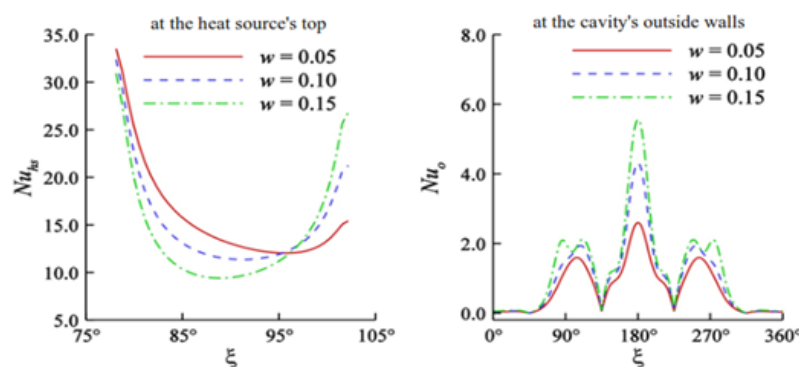 at the heat source's top
35.0
30.0
25.0
20.0
15.0
10.0
5.0
Nu_hs
w = 0.05
w = 0.10
w = 0.15
75°
85°
95°
105°
ξ
at the cavity's outside walls
8.0
6.0
4.0
2.0
0.0
Nu_o
w = 0.05
w = 0.10
w = 0.15
0°
90°
180°
270°
360°
ξ